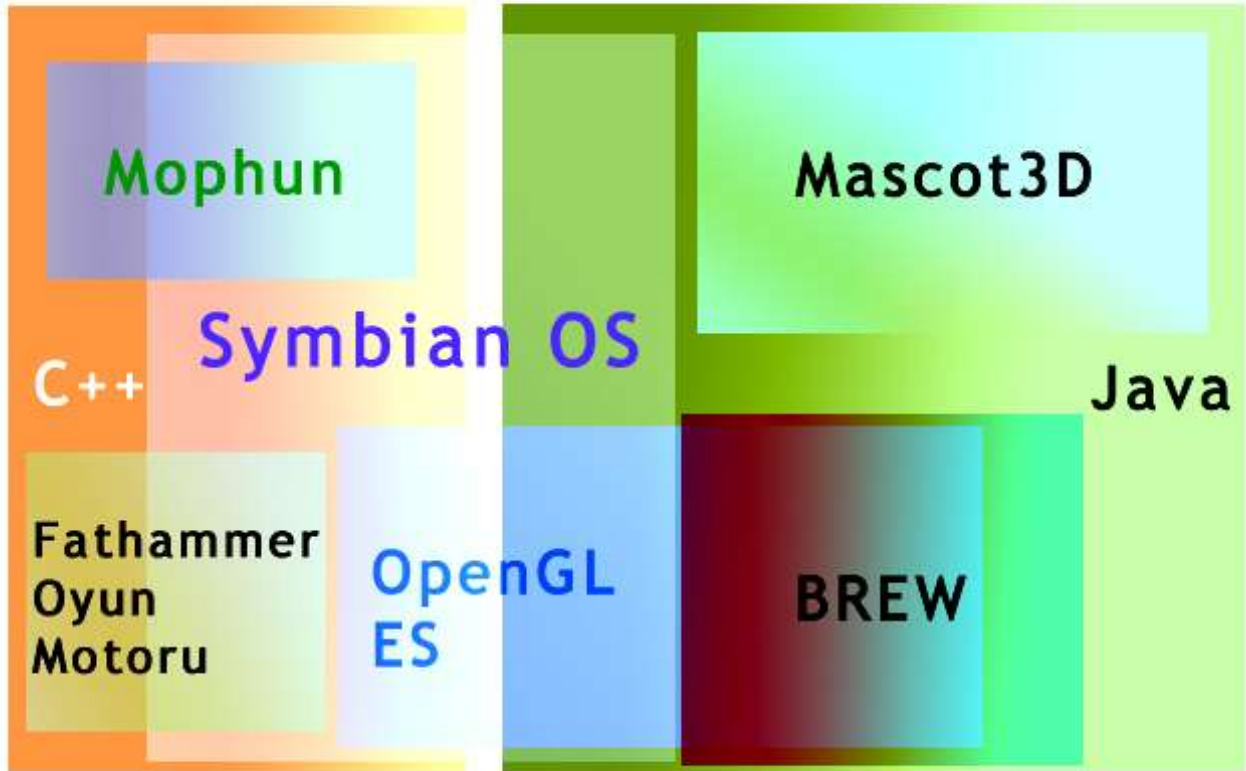 Mophun
Mascot3D
Symbian OS
C++
Java
Fathammer
Oyun
Motoru
OpenGL
ES
BREW